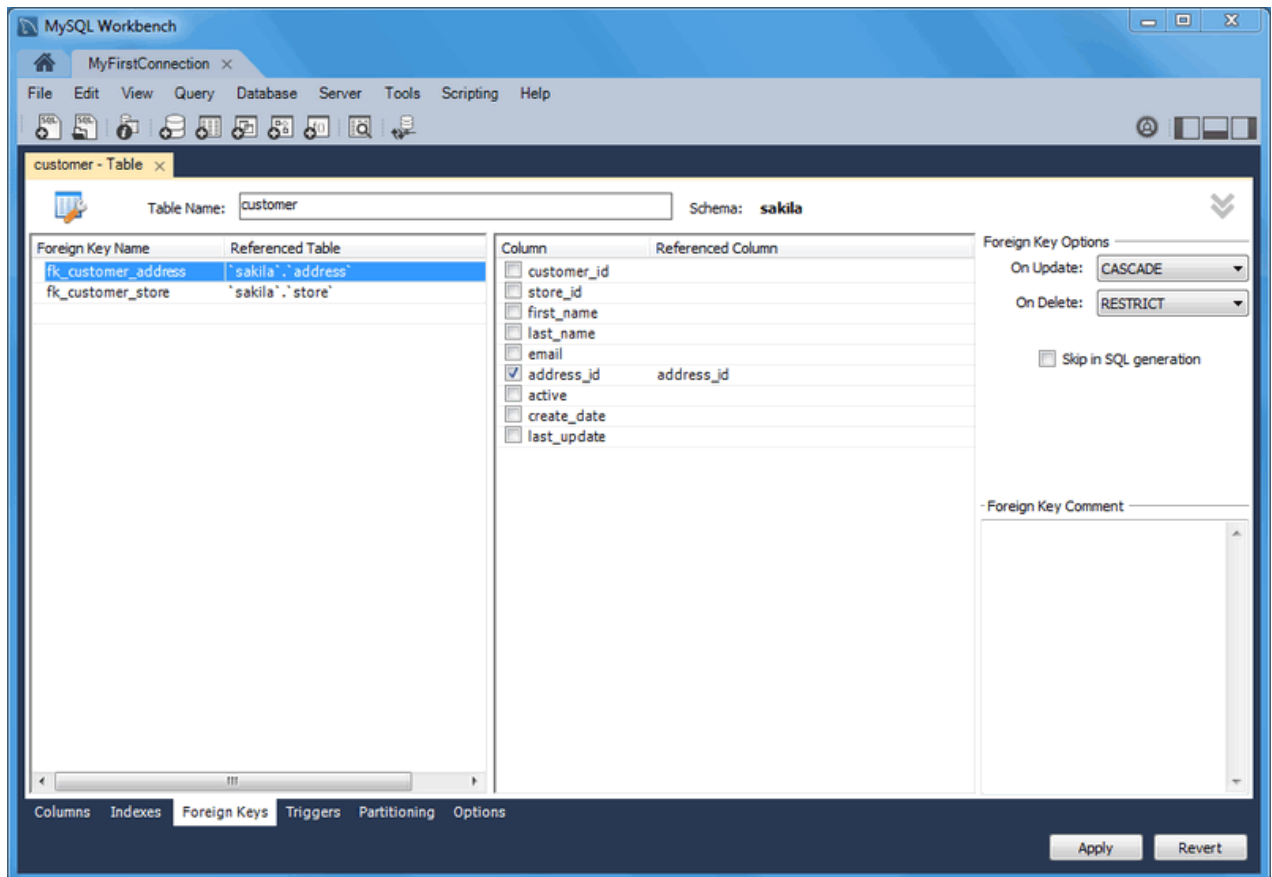 MySQL Workbench
MyFirstConnection
File Edit View Query Database Server Tools Scripting Help
customer - Table
Table Name: customer Schema: sakila
Foreign Key Name Referenced Table
fk_customer_address `sakila`.`address`
fk_customer_store `sakila`.`store`
Column Referenced Column
customer_id
store_id
first_name
last_name
email
address_id address_id
active
create_date
last_update
Foreign Key Options
On Update: CASCADE
On Delete: RESTRICT
Skip in SQL generation
Foreign Key Comment
Columns Indexes Foreign Keys Triggers Partitioning Options
Apply Revert